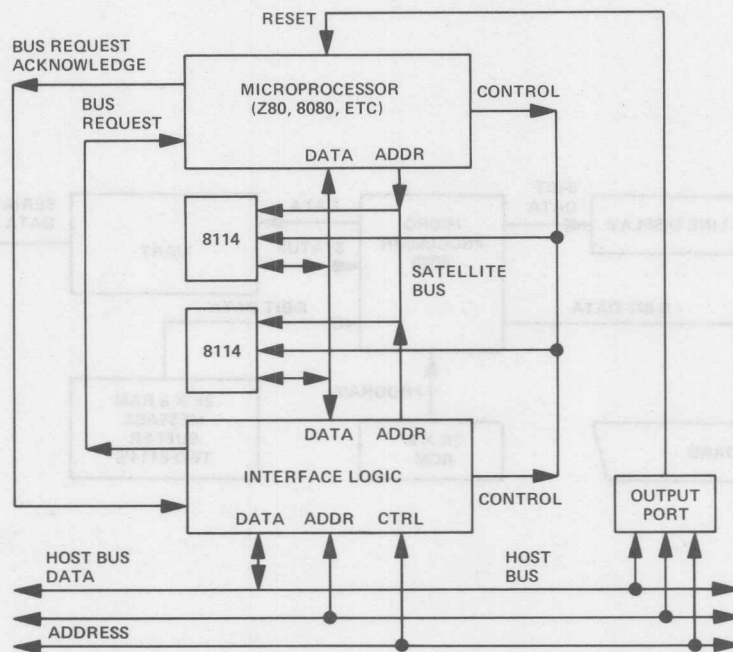 RESET
BUS REQUEST
ACKNOWLEDGE
BUS
REQUEST
MICROPROCESSOR
(Z80, 8080, ETC)
CONTROL
DATA
ADDR
8114
SATELLITE
BUS
8114
DATA
ADDR
INTERFACE LOGIC
CONTROL
DATA
ADDR
CTRL
OUTPUT
PORT
HOST BUS
DATA
HOST
BUS
ADDRESS